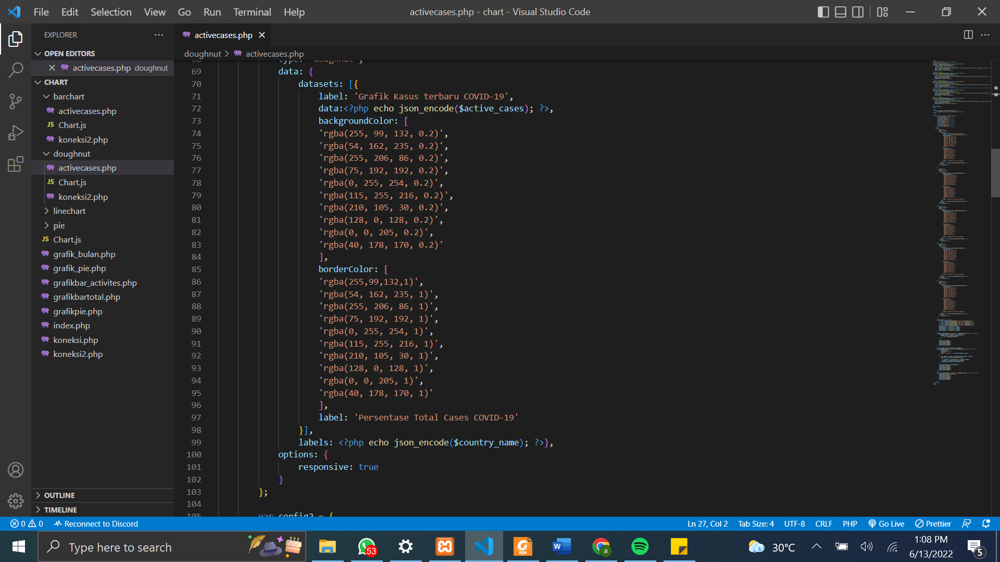 File Edit Selection View Go Run Terminal Help
activecases.php - chart - Visual Studio Code
EXPLORER
OPEN EDITORS
activecases.php doughnut
CHART
barchart
activecases.php
JS Chart.js
koneksi2.php
doughnut
activecases.php
JS Chart.js
koneksi2.php
linechart
pie
JS Chart.js
grafik_bulan.php
grafik_pie.php
grafikbar_activites.php
grafikbartotal.php
grafikpie.php
index.php
koneksi.php
koneksi2.php
OUTLINE
TIMELINE
activecases.php
doughnut > activecases.php
68 type: 'doughnut',
69 data: {
70 datasets: [{
71 label: 'Grafik Kasus terbaru COVID-19',
72 data:<?php echo json_encode($active_cases); ?>,
73 backgroundColor: [
74 'rgba(255, 99, 132, 0.2)',
75 'rgba(54, 162, 235, 0.2)',
76 'rgba(255, 206, 86, 0.2)',
77 'rgba(75, 192, 192, 0.2)',
78 'rgba(0, 255, 254, 0.2)',
79 'rgba(115, 255, 216, 0.2)',
80 'rgba(210, 105, 30, 0.2)',
81 'rgba(128, 0, 128, 0.2)',
82 'rgba(0, 0, 205, 0.2)',
83 'rgba(40, 178, 170, 0.2)'
84 ],
85 borderColor: [
86 'rgba(255,99,132,1)',
87 'rgba(54, 162, 235, 1)',
88 'rgba(255, 206, 86, 1)',
89 'rgba(75, 192, 192, 1)',
90 'rgba(0, 255, 254, 1)',
91 'rgba(115, 255, 216, 1)',
92 'rgba(210, 105, 30, 1)',
93 'rgba(128, 0, 128, 1)',
94 'rgba(0, 0, 205, 1)',
95 'rgba(40, 178, 170, 1)'
96 ],
97 label: 'Persentase Total Cases COVID-19'
98 }],
99 labels: <?php echo json_encode($country_name); ?>},
100 options: {
101 responsive: true
102 }
103 };
104
105 var config2 = {
0 0 Reconnect to Discord
Ln 27, Col 2 Tab Size: 4 UTF-8 CRLF PHP Go Live Prettier
Type here to search
53
PDF
W
a
30°C
1:08 PM
6/13/2022
5